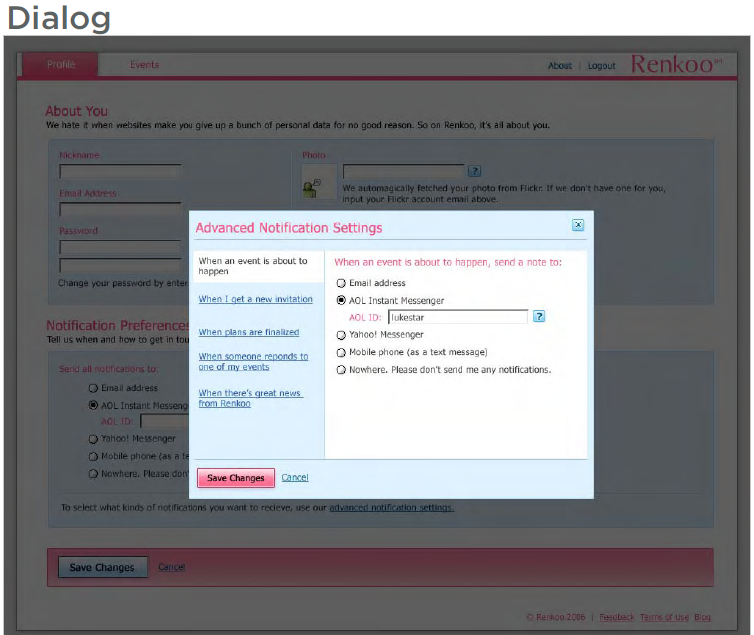 Dialog
Profile
Events
About | Logout
Renkoo
About You
We hate it when websites make you give up a bunch of personal data for no good reason. So on Renkoo, it's all about you.
Nickname
Photo
?
We automagically fetched your photo from Flickr. If we don't have one for you,
input your Flickr account email above.
Email Address
Password
Change your password by enter
Advanced Notification Settings
When an event is about to
happen
When I get a new invitation
When plans are finalized
When someone reponds to
one of my events
When there's great news
from Renkoo
When an event is about to happen, send a note to:
Email address
AOL Instant Messenger
AOL ID: lukestar ?
Yahoo! Messenger
Mobile phone (as a text message)
Nowhere. Please don't send me any notifications.
Save Changes Cancel
Notification Preferences
Tell us when and how to get in tou
Send all notifications to:
Email address
AOL Instant Messeng
AOL ID:
Yahoo! Messenger
Mobile phone (as a te
Nowhere. Please don'
To select what kinds of notifications you want to recieve, use our advanced notification settings.
Save Changes Cancel
© Renkoo 2006 | Feedback Terms of Use Blog